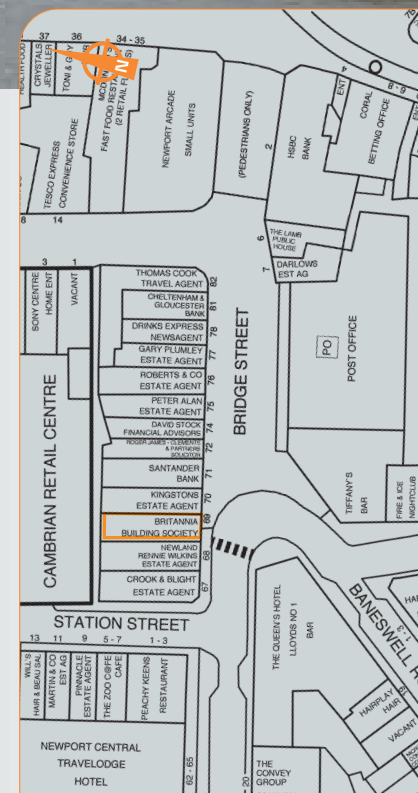 37
36
34 - 35
CRYSTALS
JEWELLER
TONI &
FAST FOOD
(2 RETAIL
N
TESCO EXPRESS
CONVENIENCE STORE
14
NEWPORT ARCADE
SMALL UNITS
(PEDESTRIANS ONLY)
2
HSBC
BANK
ENT
4
CORAL
BETTING OFFICE
6 - 8
6
THE LAMB
PUBLIC
HOUSE
7
DARLOWS
EST AG
3
1
SONY CENTRE
HOME ENT
VACANT
THOMAS COOK
TRAVEL AGENT
82
CHELTENHAM &
GLOUCESTER
BANK
81
DRINKS EXPRESS
NEWSAGENT
78
GARY PLUMLEY
ESTATE AGENT
77
ROBERTS & CO
ESTATE AGENT
76
PETER ALAN
ESTATE AGENT
75
DAVID STOCK
FINANCIAL ADVISORS
74
ROGER JAMES - CLEMENTS
& PARTNERS
SOLICITOR
72
SANTANDER
BANK
71
KINGSTONS
ESTATE AGENT
70
BRITANNIA
BUILDING SOCIETY
69
NEWLAND
RENNIE WILKINS
ESTATE AGENT
68
CROOK & BLIGHT
ESTATE AGENT
67
BRIDGE STREET
PO
POST OFFICE
TIFFANY'S
BAR
FIRE & ICE
NIGHTCLUB
CAMBRIAN RETAIL CENTRE
STATION STREET
13
11
9
5 - 7
1 - 3
WILL'S
HAIR & BEAU SAL
MARTIN & CO
EST AG
PINNACLE
ESTATE AGENT
THE ZOO C@FE
CAFE
PEACHY KEENS
RESTAURANT
NEWPORT CENTRAL
TRAVELODGE
HOTEL
62 - 65
THE QUEEN'S HOTEL
LLOYDS NO 1
BAR
BANESWELL
1 - 3
HAIRPLAY
HAIR
VACANT
20
THE
CONVEY
GROUP